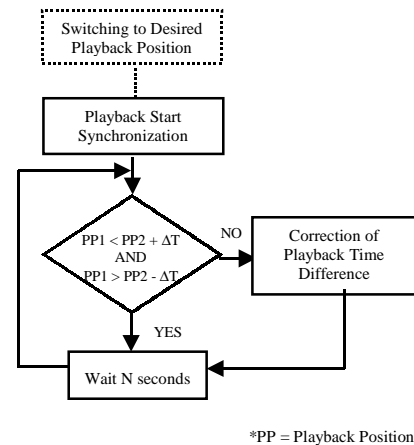 Switching to Desired
Playback Position
Playback Start
Synchronization
PP1 < PP2 + ΔT
AND
PP1 > PP2 - ΔT
NO
Correction of
Playback Time
Difference
YES
Wait N seconds
*PP = Playback Position